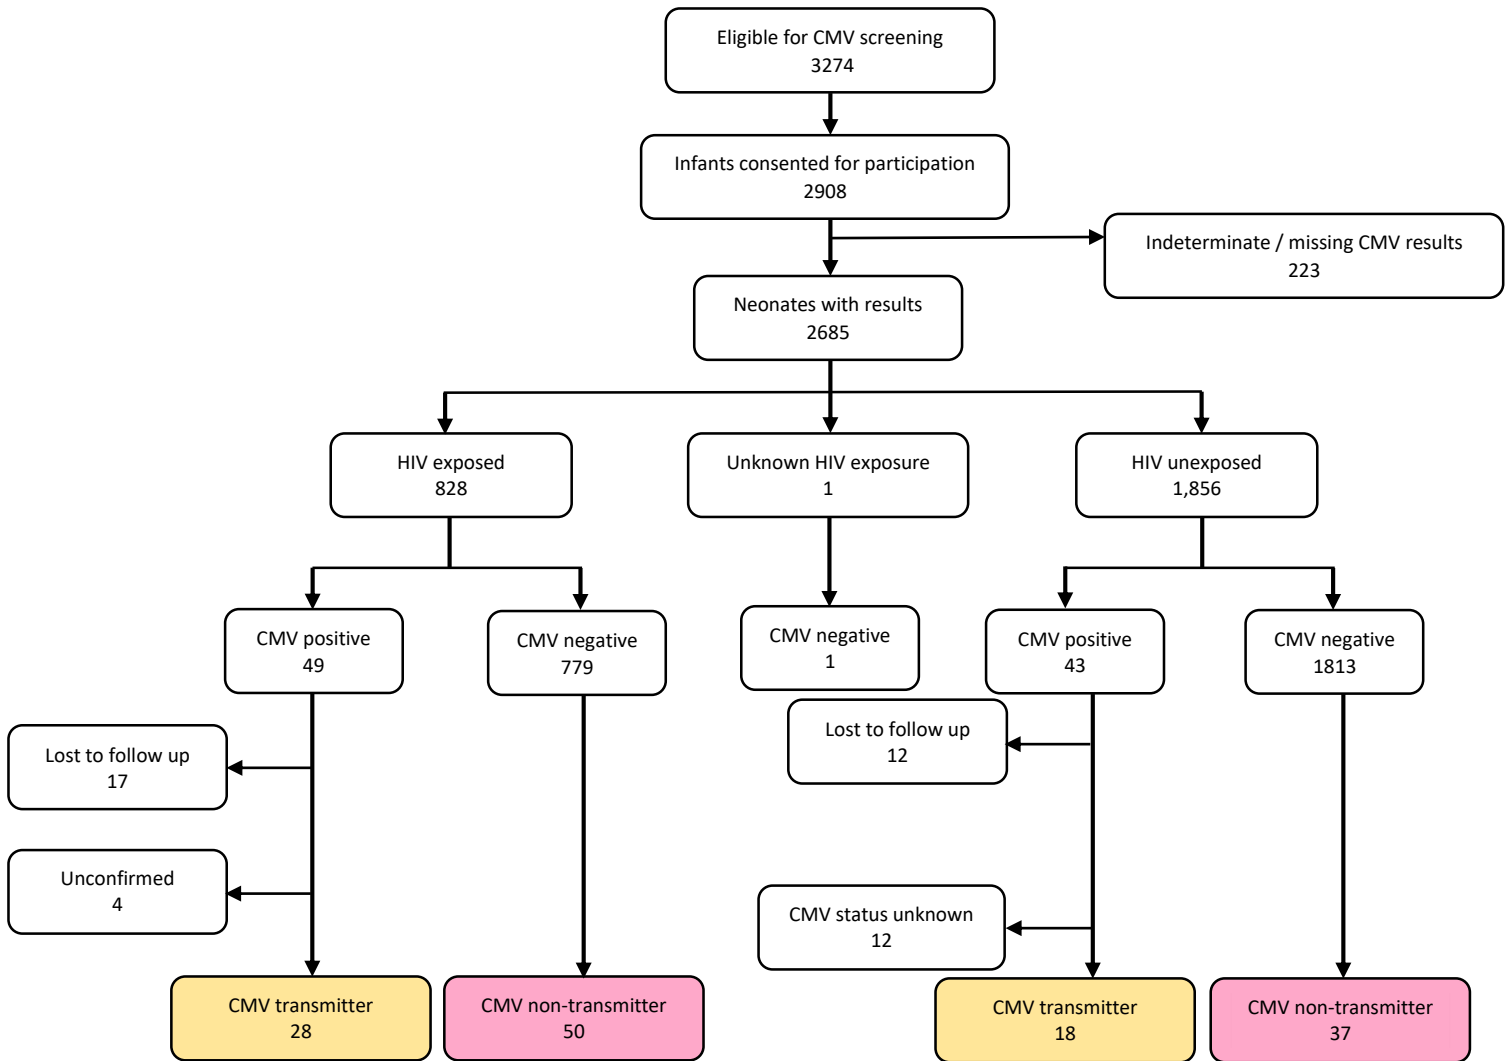 Eligible for CMV screening
3274
Infants consented for participation
2908
Indeterminate / missing CMV results
223
Neonates with results
2685
HIV exposed
828
Unknown HIV exposure
1
HIV unexposed
1,856
CMV positive
49
CMV negative
779
CMV negative
1
CMV positive
43
CMV negative
1813
Lost to follow up
17
Lost to follow up
12
Unconfirmed
4
CMV status unknown
12
CMV transmitter
28
CMV non-transmitter
50
CMV transmitter
18
CMV non-transmitter
37